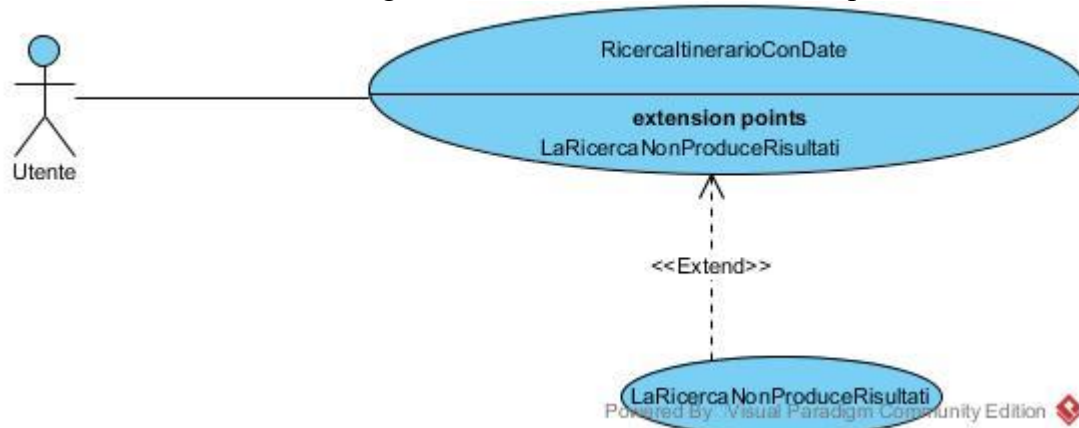 RicercaItinerarioConDate
extension points
LaRicercaNonProduceRisultati
Utente
<<Extend>>
LaRicercaNonProduceRisultati
Powered By Visual Paradigm Community Edition